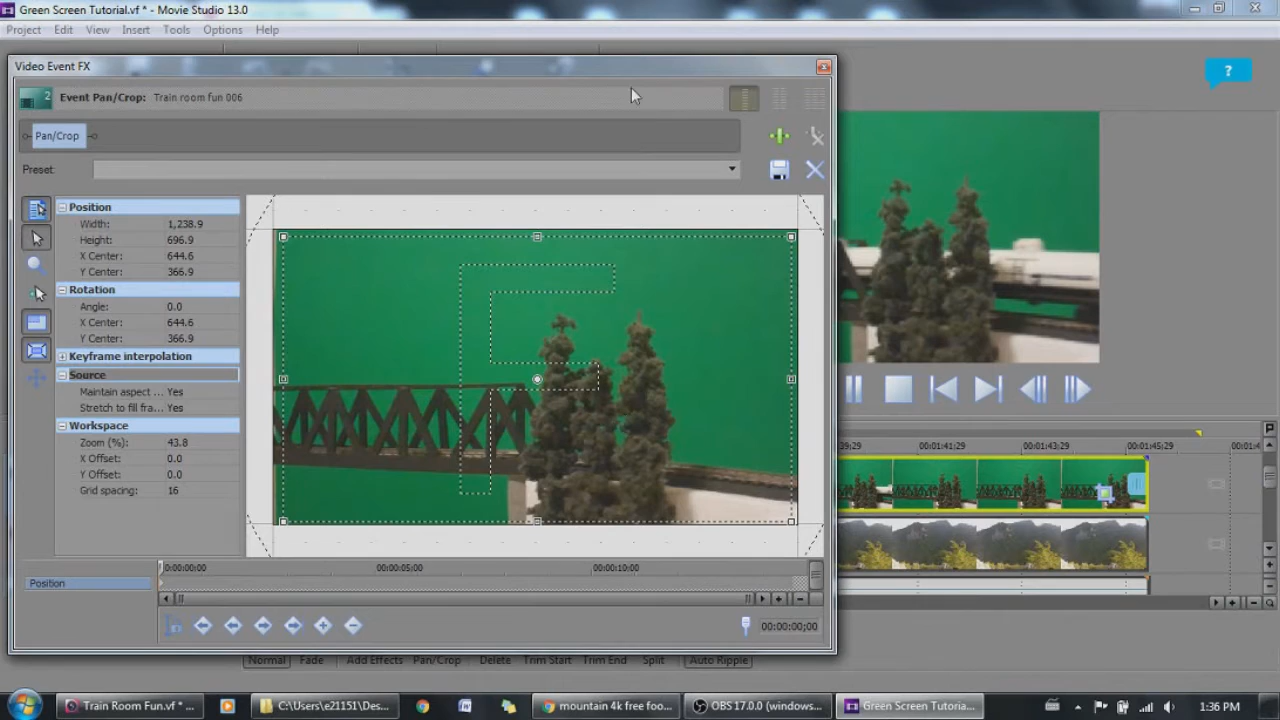 Green Screen Tutorial.vf * - Movie Studio 13.0
Project Edit View Insert Tools Options Help
?
Video Event FX
2 Event Pan/Crop: Train room fun 006
Pan/Crop
Preset:
Position
Width: 1,238.9
Height: 696.9
X Center: 644.6
Y Center: 366.9
Rotation
Angle: 0.0
X Center: 644.6
Y Center: 366.9
Keyframe interpolation
Source
Maintain aspect ... Yes
Stretch to fill fra... Yes
Workspace
Zoom (%): 43.8
X Offset: 0.0
Y Offset: 0.0
Grid spacing: 16
39;29 00:01:41;29 00:01:43;29 00:01:45;29 00:01:4
0:00:00;00 00:00:05;00 00:00:10;00
Position
00:00:00;00
Normal Fade Add Effects Pan/Crop Delete Trim Start Trim End Split Auto Ripple
Train Room Fun.vf * ... C:\Users\e21151\Des... mountain 4k free foo... OBS 17.0.0 (windows... Green Screen Tutoria... 1:36 PM